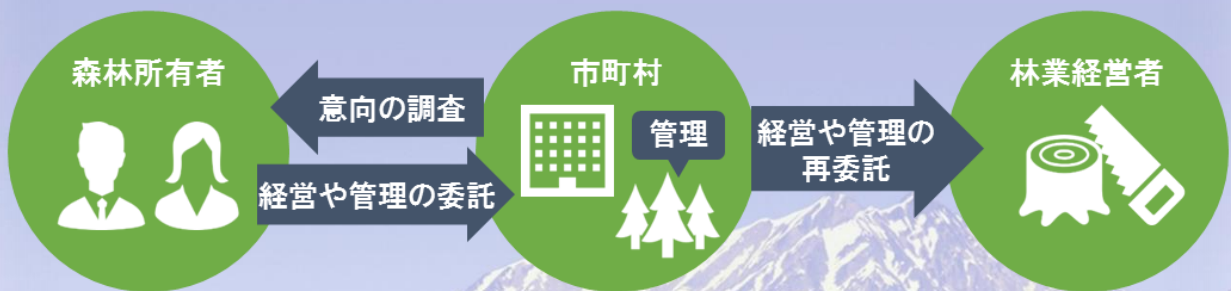 森林所有者
意向の調査
経営や管理の委託
市町村
管理
経営や管理の
再委託
林業経営者